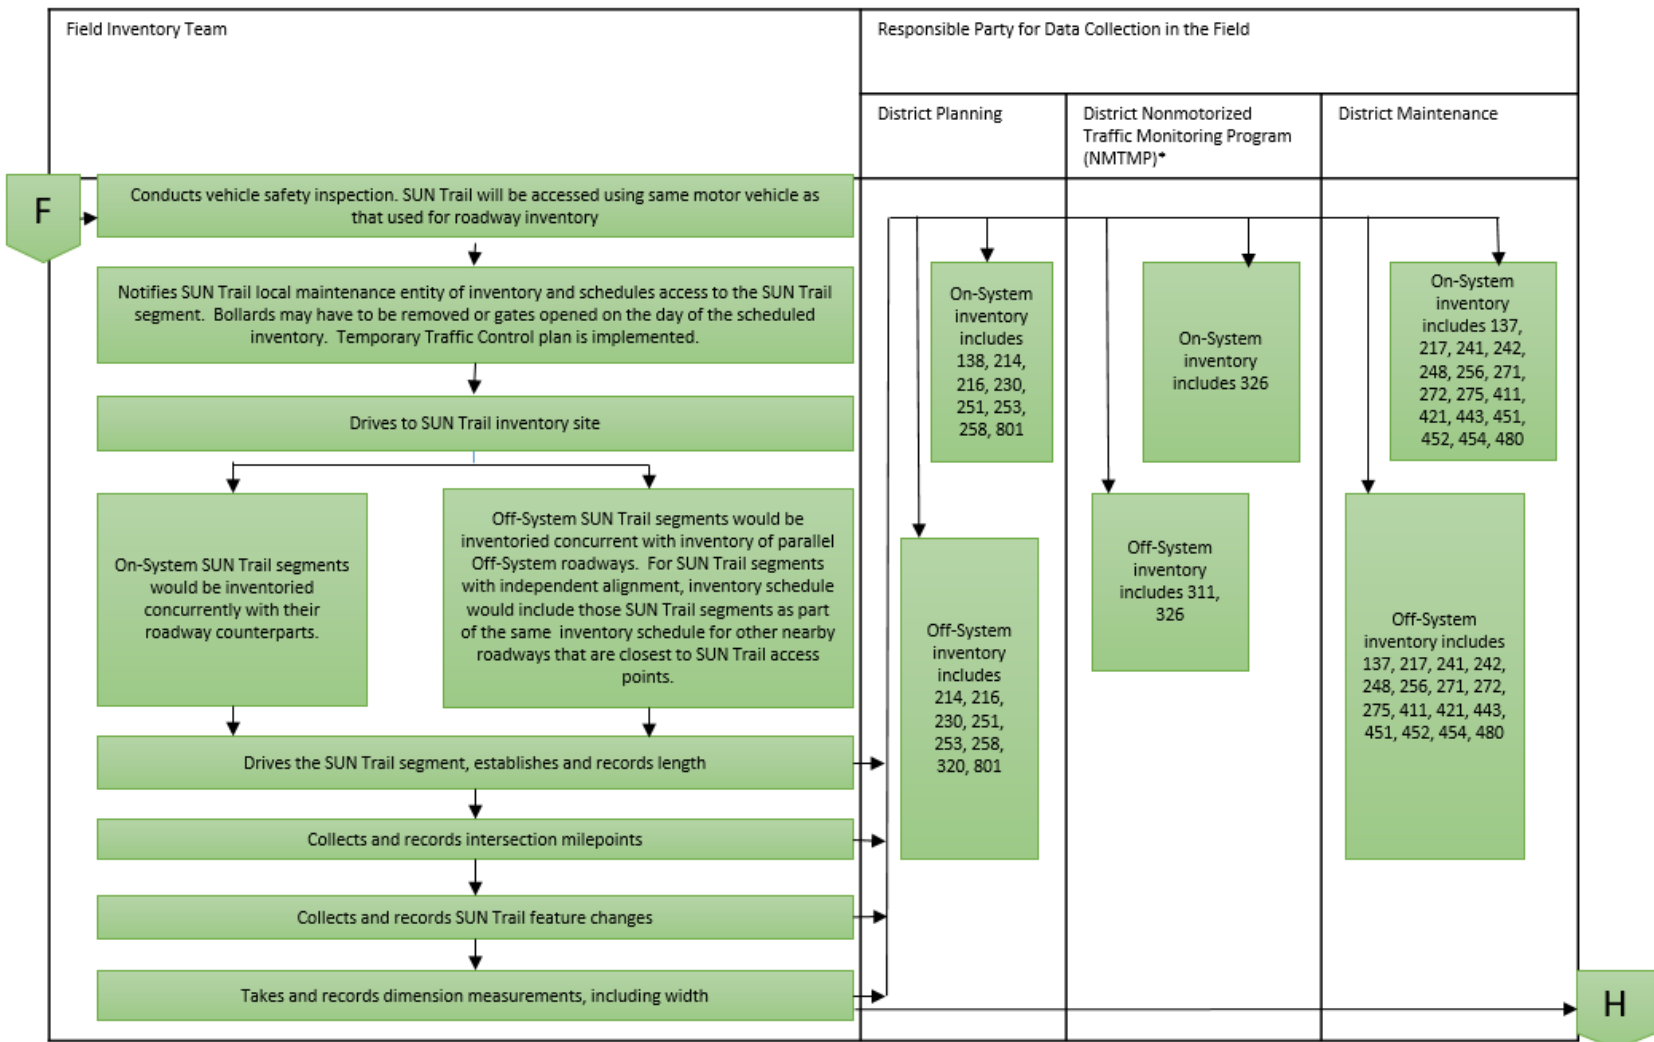 Field Inventory Team
Responsible Party for Data Collection in the Field
District Planning
District Nonmotorized
Traffic Monitoring Program
(NMTMP)*
District Maintenance
F
Conducts vehicle safety inspection. SUN Trail will be accessed using same motor vehicle as
that used for roadway inventory
Notifies SUN Trail local maintenance entity of inventory and schedules access to the SUN Trail
segment.  Bollards may have to be removed or gates opened on the day of the scheduled
inventory.  Temporary Traffic Control plan is implemented.
Drives to SUN Trail inventory site
On-System SUN Trail segments
would be inventoried
concurrently with their
roadway counterparts.
Off-System SUN Trail segments would be
inventoried concurrent with inventory of parallel
Off-System roadways.  For SUN Trail segments
with independent alignment, inventory schedule
would include those SUN Trail segments as part
of the same  inventory schedule for other nearby
roadways that are closest to SUN Trail access
points.
Drives the SUN Trail segment, establishes and records length
Collects and records intersection milepoints
Collects and records SUN Trail feature changes
Takes and records dimension measurements, including width
On-System
inventory
includes
138, 214,
216, 230,
251, 253,
258, 801
Off-System
inventory
includes
214, 216,
230, 251,
253, 258,
320, 801
On-System
inventory
includes 326
Off-System
inventory
includes 311,
326
On-System
inventory
includes 137,
217, 241, 242,
248, 256, 271,
272, 275, 411,
421, 443, 451,
452, 454, 480
Off-System
inventory includes
137, 217, 241, 242,
248, 256, 271, 272,
275, 411, 421, 443,
451, 452, 454, 480
H